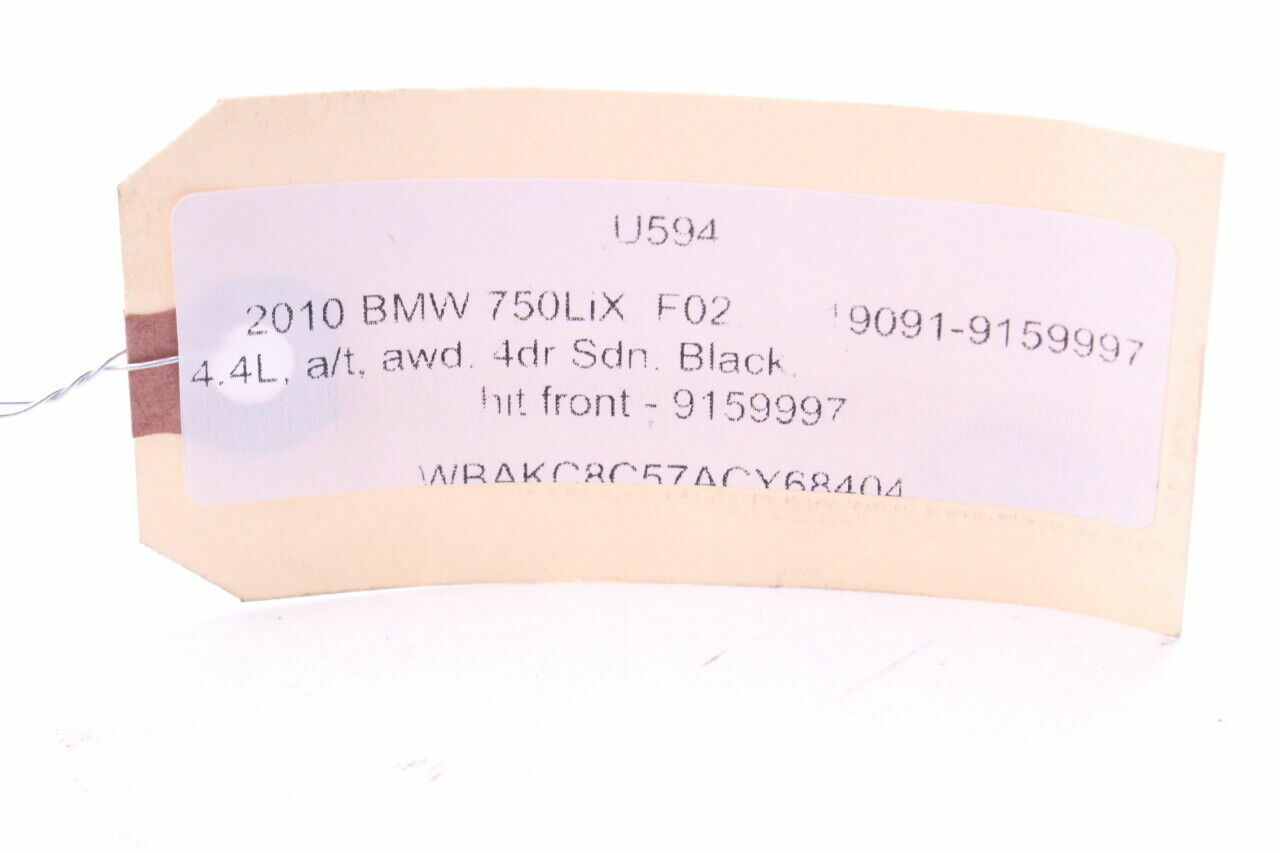 U594
2010 BMW 750LiX F02 19091-9159997
4.4L, a/t, awd, 4dr Sdn, Black,
hit front - 9159997
WBAKC8C57ACY68404